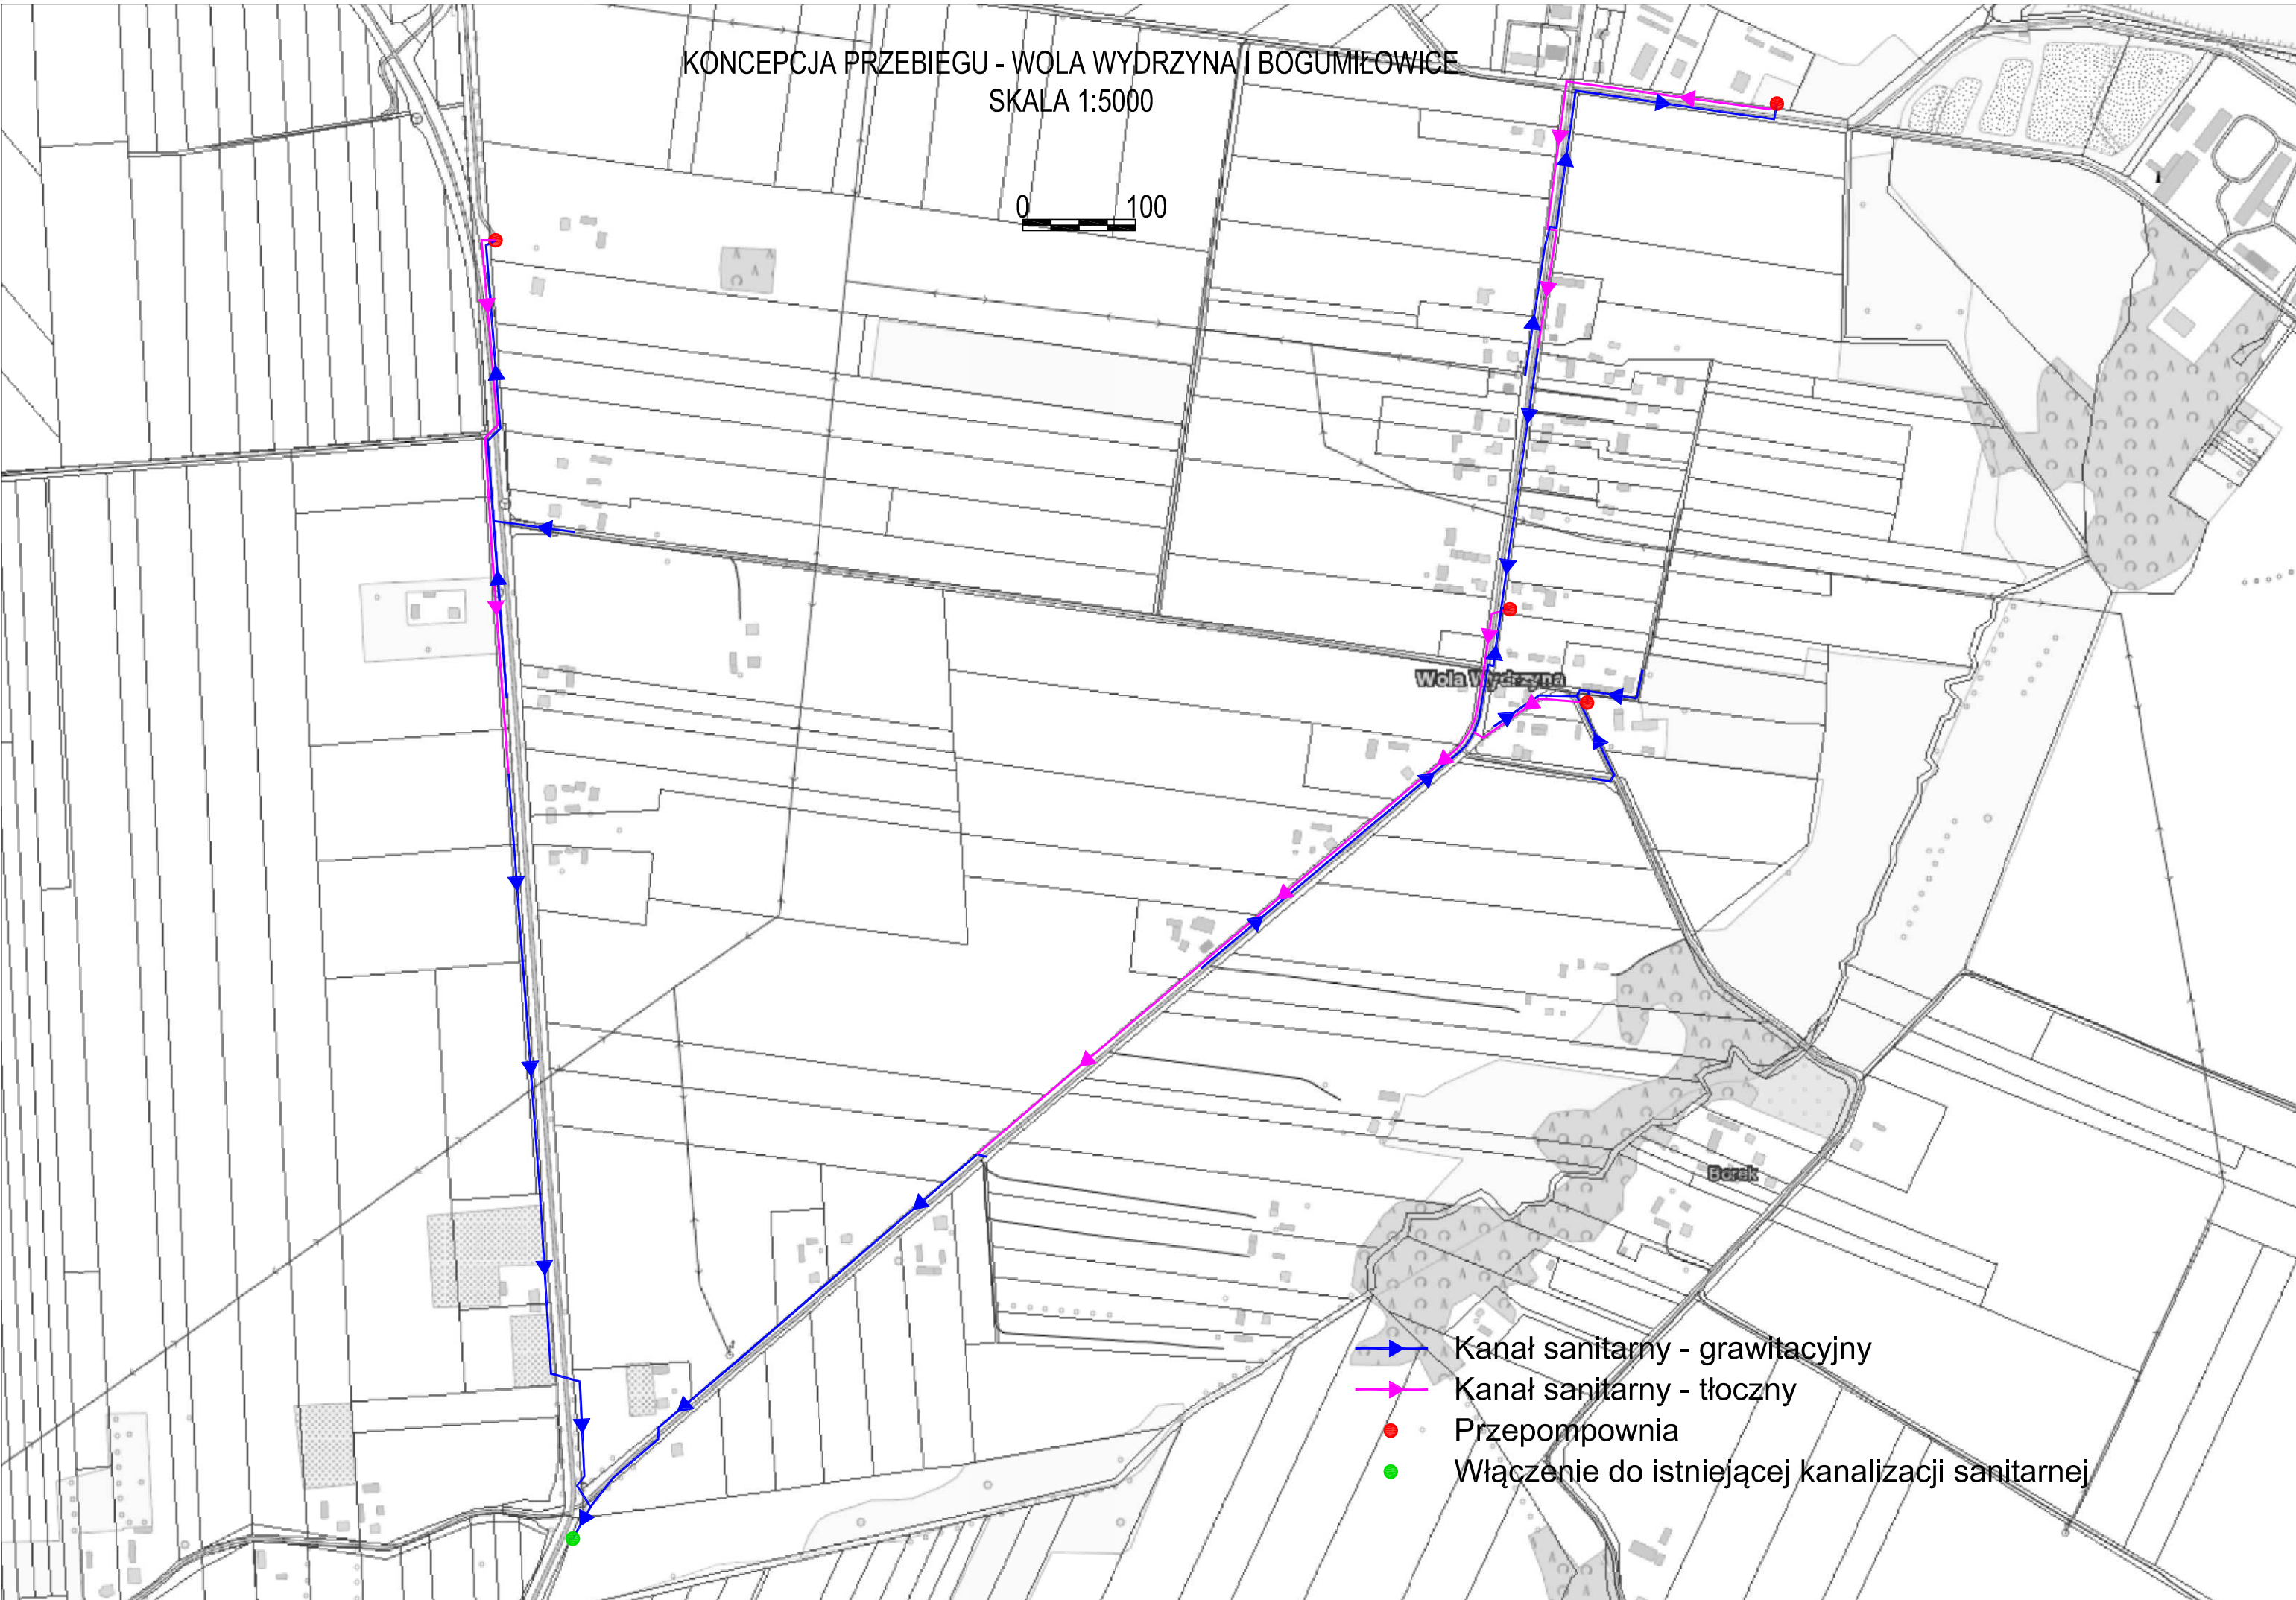 KONCEPCJA PRZEBIEGU - WOLA WYDRZYNA I BOGUMIŁOWICE
SKALA 1:5000
0 100
Wola Wydrzyna
Borek
Kanał sanitarny - grawitacyjny
Kanał sanitarny - tłoczny
Przepompownia
Włączenie do istniejącej kanalizacji sanitarnej